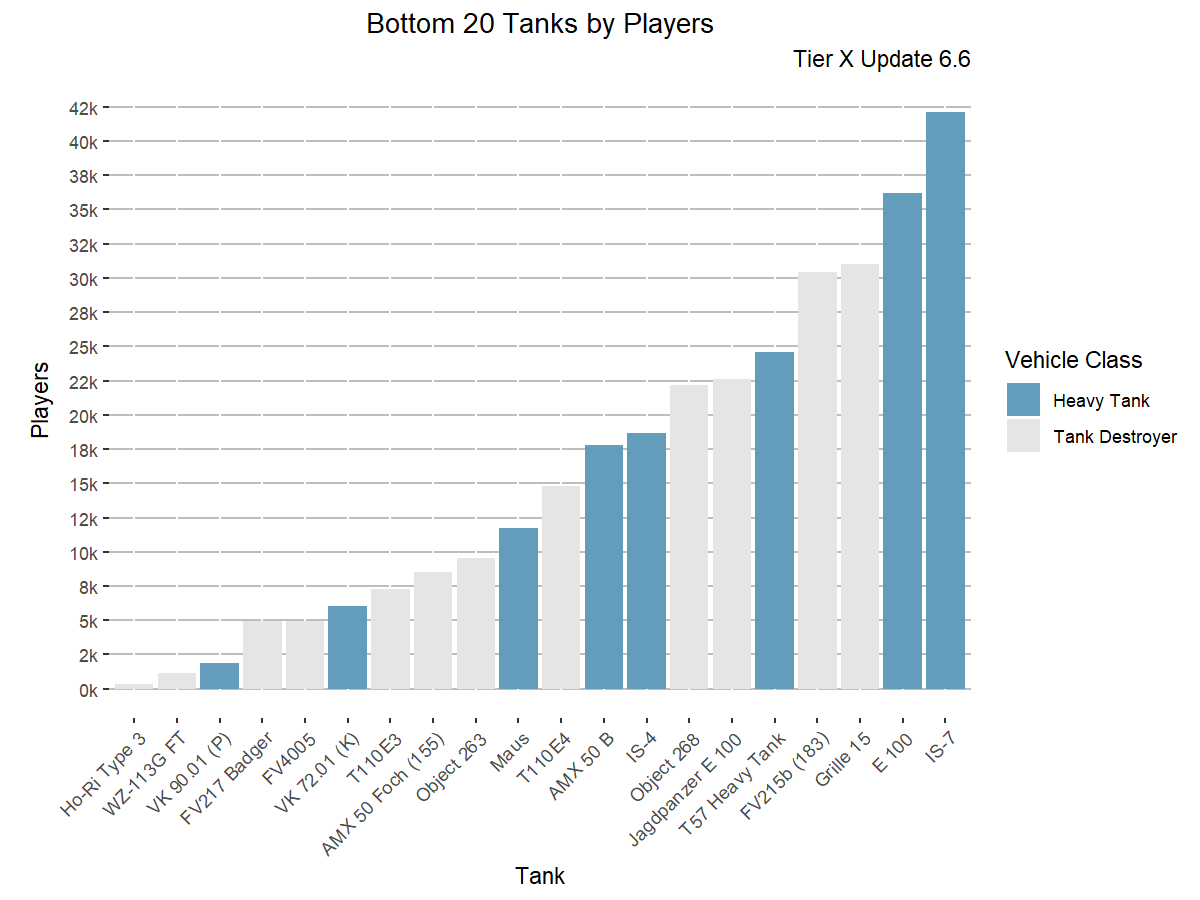 Bottom 20 Tanks by Players
Tier X Update 6.6
42k
40k
38k
35k
32k
30k
28k
25k
22k
20k
18k
15k
12k
10k
8k
5k
2k
0k
Players
Ho-Ri Type 3
WZ-113G FT
VK 90.01 (P)
FV217 Badger
FV4005
VK 72.01 (K)
T110E3
AMX 50 Foch (155)
Object 263
Maus
T110E4
AMX 50 B
IS-4
Object 268
Jagdpanzer E 100
T57 Heavy Tank
FV215b (183)
Grille 15
E 100
IS-7
Tank
Vehicle Class
Heavy Tank
Tank Destroyer